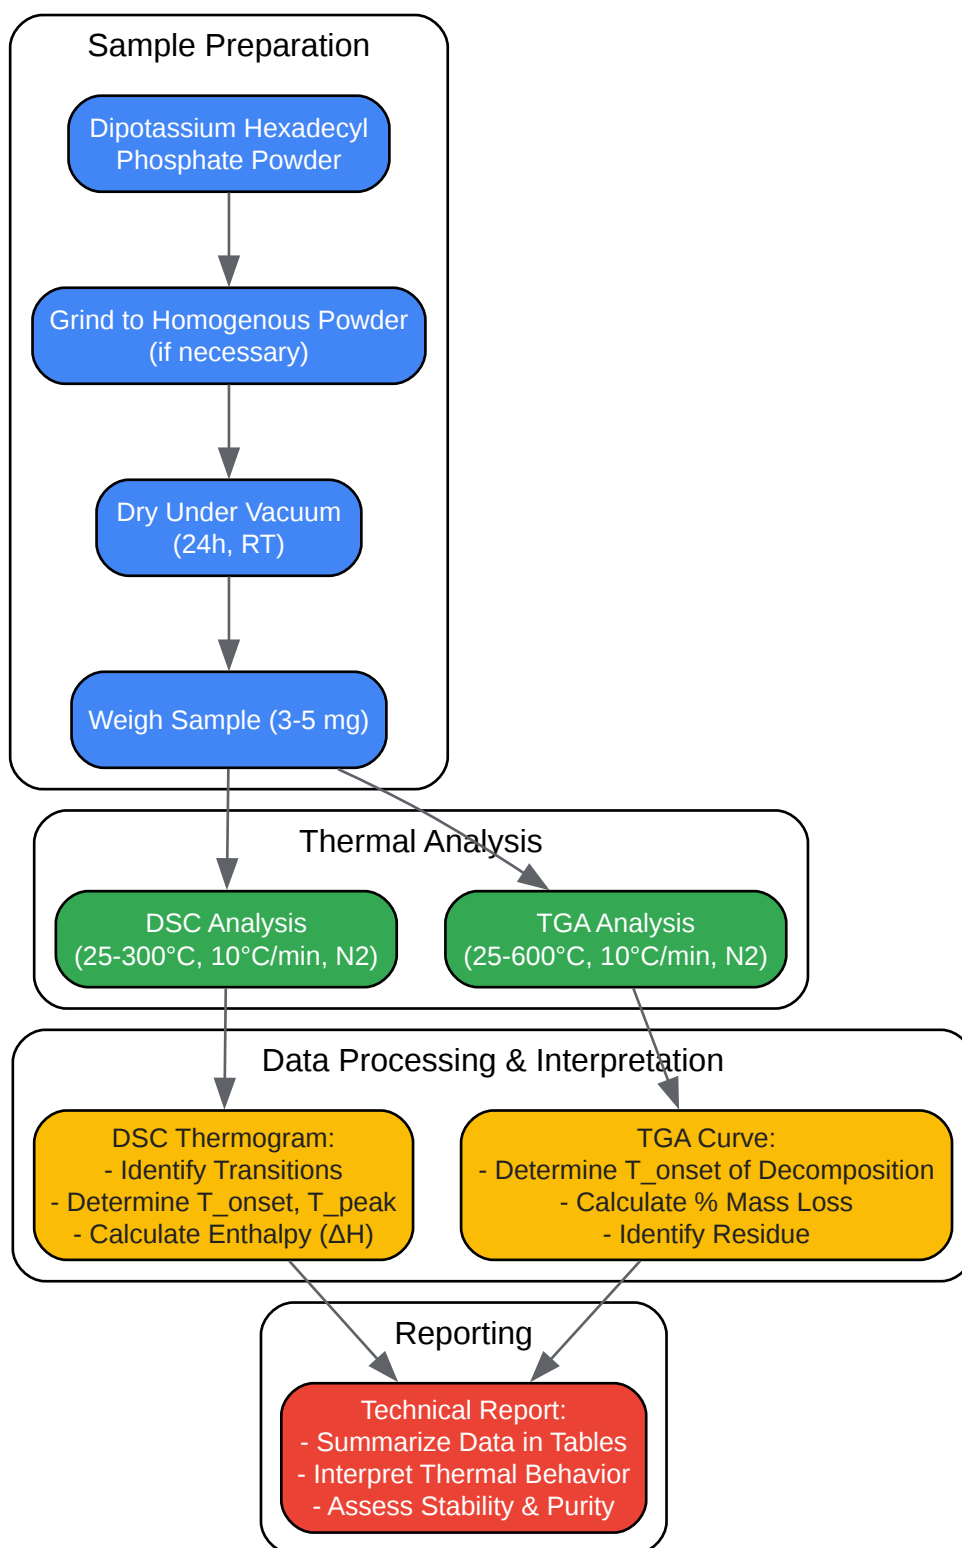 Sample Preparation
Dipotassium Hexadecyl
Phosphate Powder
Grind to Homogenous Powder
(if necessary)
Dry Under Vacuum
(24h, RT)
Weigh Sample (3-5 mg)
Thermal Analysis
DSC Analysis
(25-300°C, 10°C/min, N2)
TGA Analysis
(25-600°C, 10°C/min, N2)
Data Processing & Interpretation
DSC Thermogram:
- Identify Transitions
- Determine T_onset, T_peak
- Calculate Enthalpy (ΔH)
TGA Curve:
- Determine T_onset of Decomposition
- Calculate % Mass Loss
- Identify Residue
Reporting
Technical Report:
- Summarize Data in Tables
- Interpret Thermal Behavior
- Assess Stability & Purity